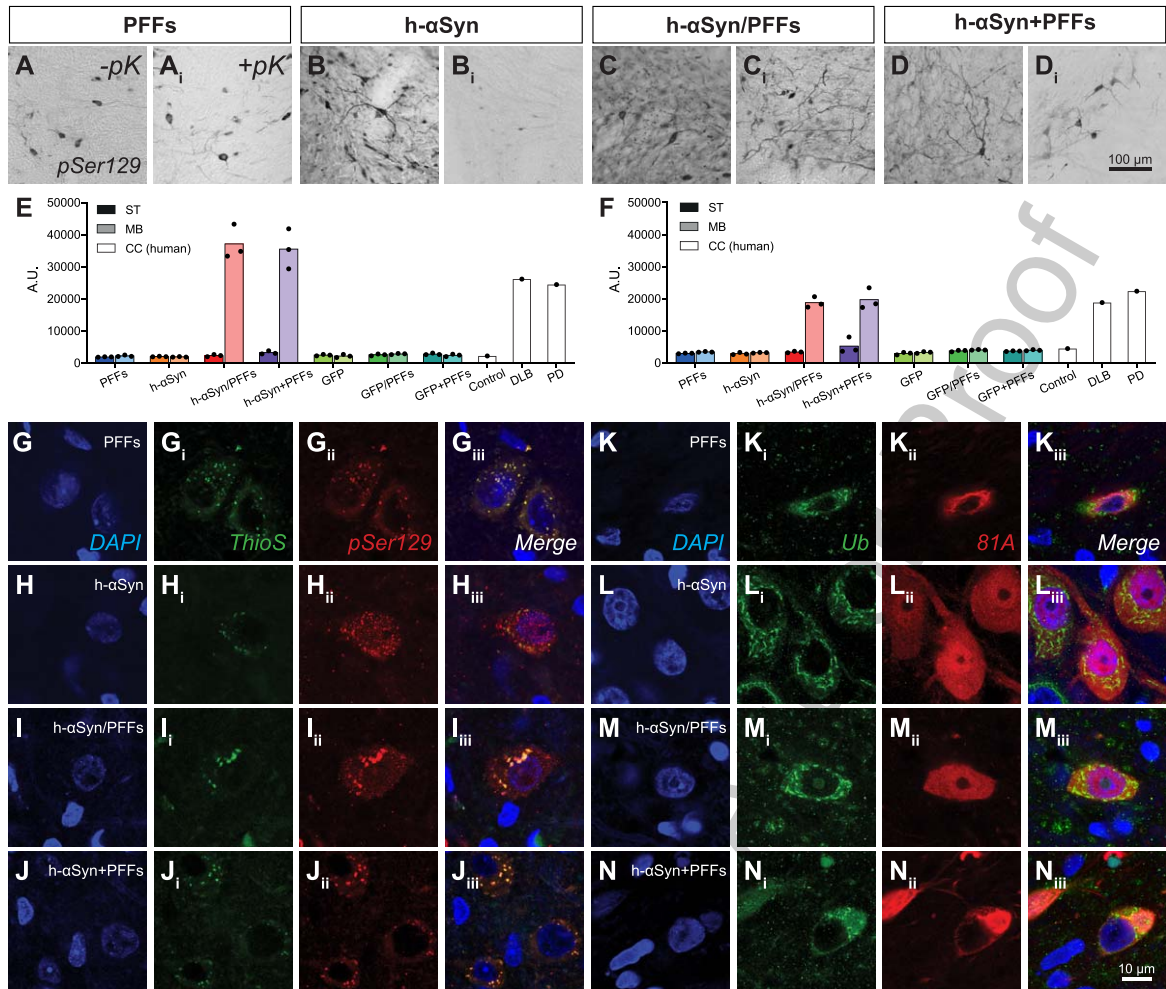 PFFs h-αSyn h-αSyn/PFFs h-αSyn+PFFs
A -pK Ai +pK B Bi C Ci D Di
pSer129 100 µm
E F
50000 ST 50000 ST
40000 MB 40000 MB
CC (human) CC (human)
30000 30000
A.U. A.U.
20000 20000
10000 10000
0 0
PFFs h-αSyn h-αSyn/PFFs h-αSyn+PFFs GFP GFP/PFFs GFP+PFFs Control DLB PD PFFs h-αSyn h-αSyn/PFFs h-αSyn+PFFs GFP GFP/PFFs GFP+PFFs Control DLB PD
G PFFs Gi Gii Giii K PFFs Ki Kii Kiii
DAPI ThioS pSer129 Merge DAPI Ub 81A Merge
H h-αSyn Hi Hii Hiii L h-αSyn Li Lii Liii
I h-αSyn/PFFs Ii Iii Iiii M h-αSyn/PFFs Mi Mii Miii
J h-αSyn+PFFs Ji Jii Jiii N h-αSyn+PFFs Ni Nii Niii
10 µm